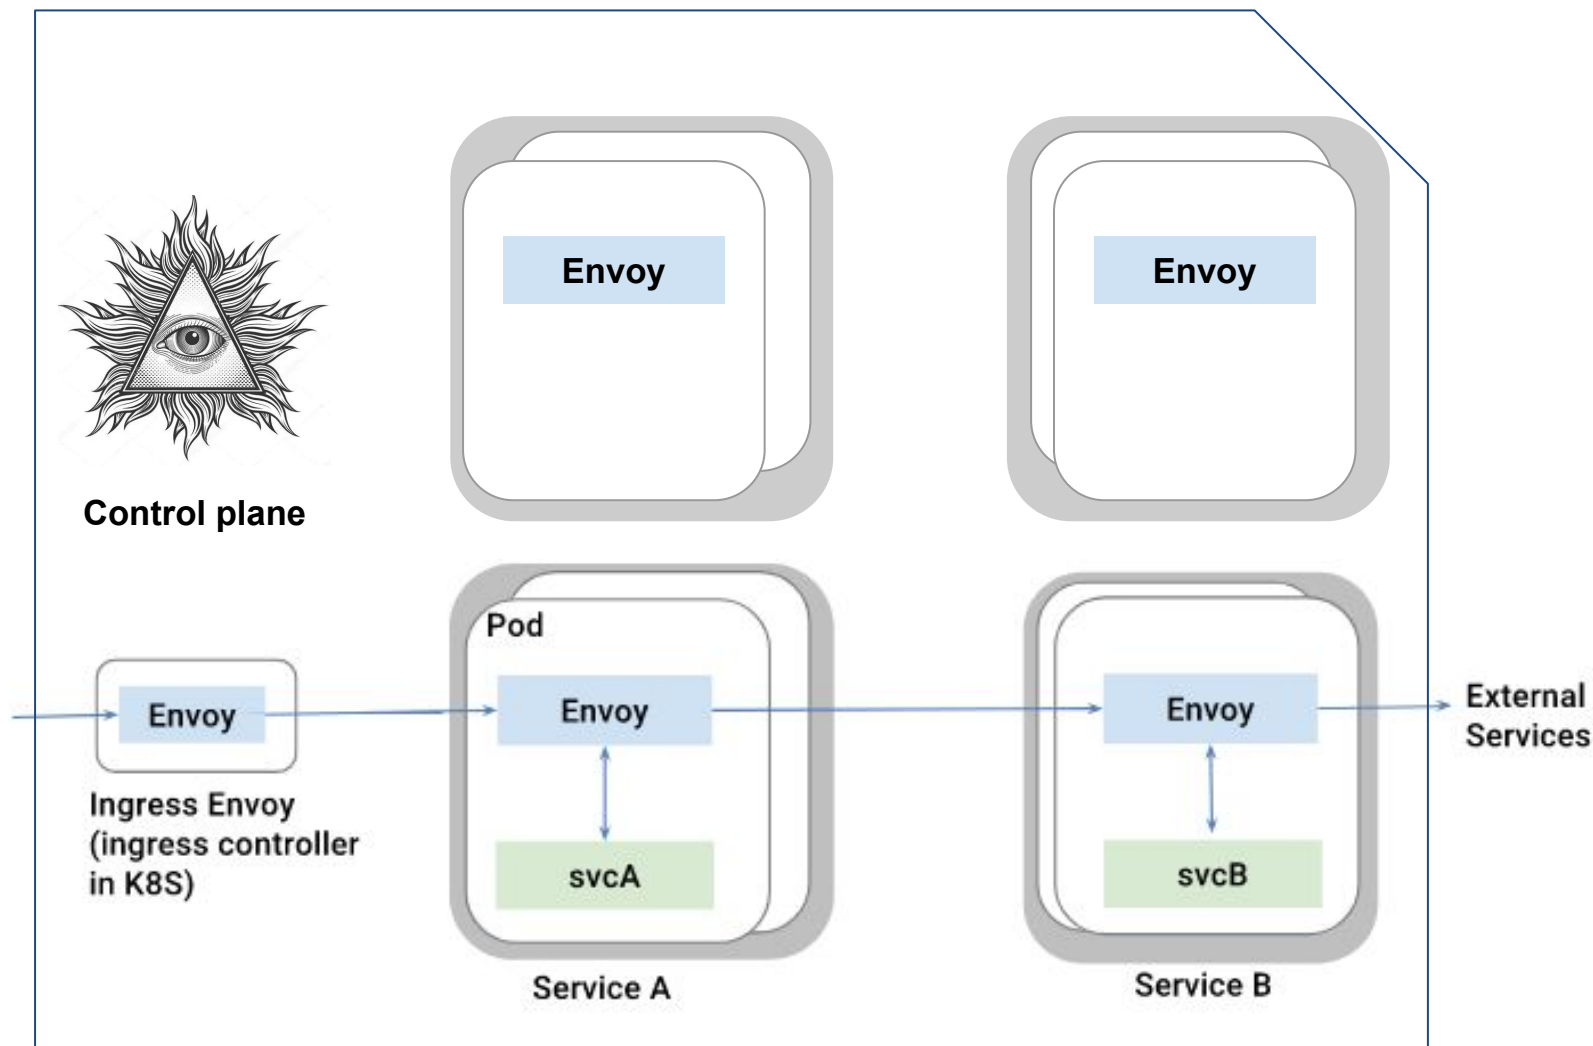 Envoy
Envoy
Control plane
Pod
Envoy
Envoy
Envoy
External
Services
Ingress Envoy
(ingress controller
in K8S)
svcA
svcB
Service A
Service B